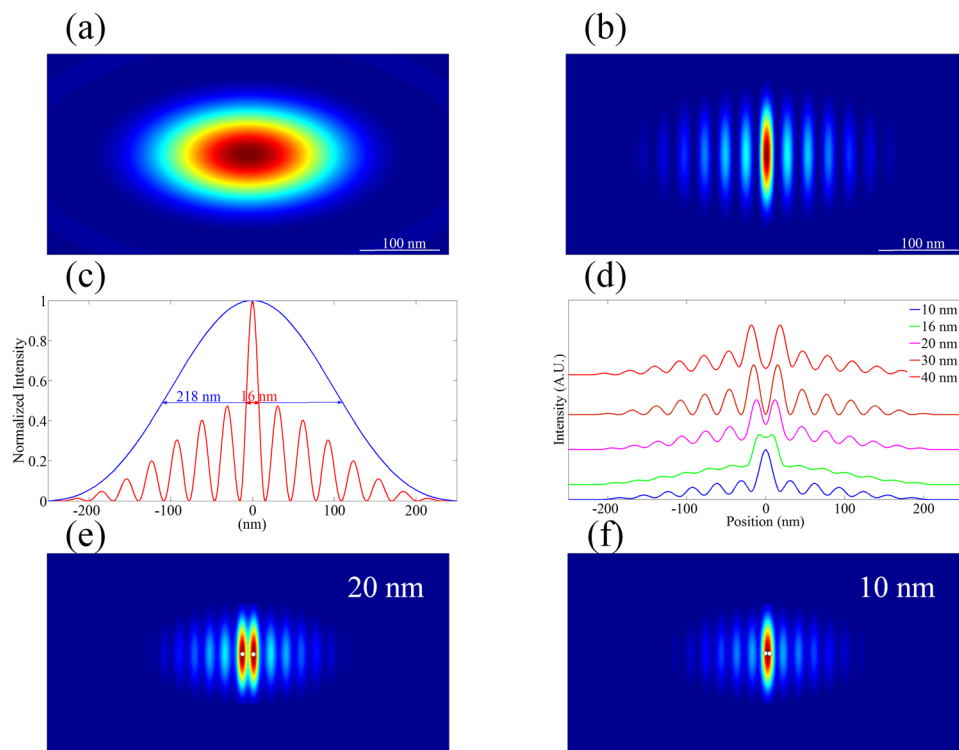 (a)
(b)
100 nm
100 nm
(c)
(d)
Normalized Intensity
1
0.8
0.6
0.4
0.2
0
218 nm
16 nm
-200
-100
0
100
200
(nm)
Intensity (A.U.)
10 nm
16 nm
20 nm
30 nm
40 nm
-200
-100
0
100
200
Position (nm)
(e)
(f)
20 nm
10 nm